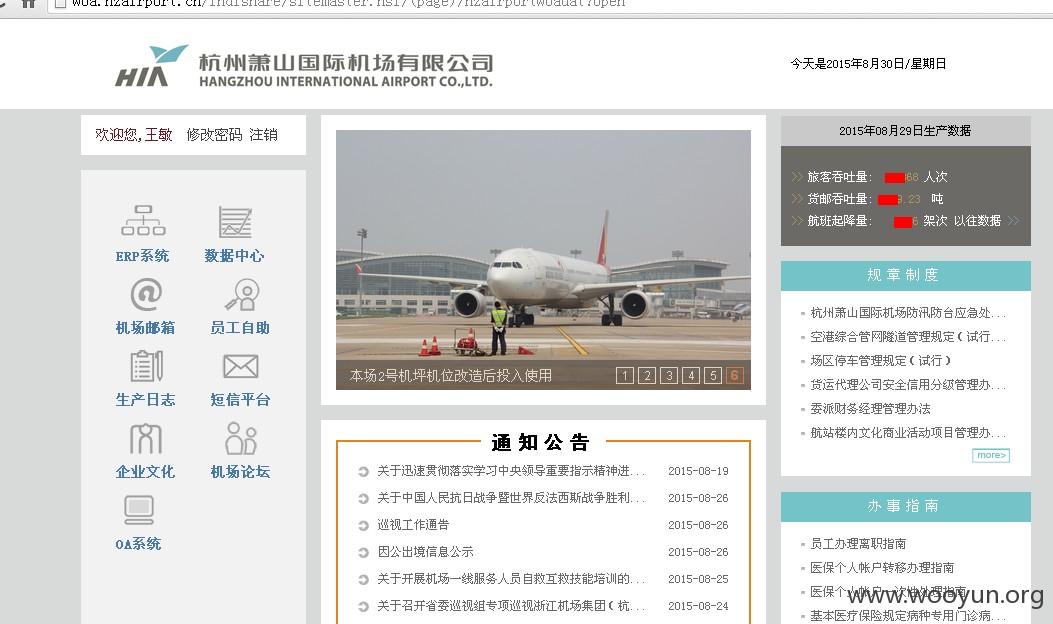 杭州萧山国际机场有限公司
HIA HANGZHOU INTERNATIONAL AIRPORT CO.,LTD.
今天是2015年8月30日/星期日
欢迎您,王敏 修改密码 注销
ERP系统 数据中心
机场邮箱 员工自助
生产日志 短信平台
企业文化 机场论坛
OA系统
本场2号机坪机位改造后投入使用 1 2 3 4 5 6
通知公告
关于迅速贯彻落实学习中央领导重要指示精神进... 2015-08-19
关于中国人民抗日战争暨世界反法西斯战争胜利... 2015-08-26
巡视工作通告 2015-08-26
因公出境信息公示 2015-08-26
关于开展机场一线服务人员自救互救技能培训的... 2015-08-25
关于召开省委巡视组专项巡视浙江机场集团(杭... 2015-08-24
2015年08月29日生产数据
>> 旅客吞吐量: 68 人次
>> 货邮吞吐量: .23 吨
>> 航班起降量: 6 架次 以往数据 >>
规章制度
杭州萧山国际机场防汛防台应急处...
空港综合管网隧道管理规定(试行...
场区停车管理规定(试行)
货运代理公司安全信用分级管理办...
委派财务经理管理办法
航站楼内文化商业活动项目管理办...
more>
办事指南
员工办理离职指南
医保个人帐户转移办理指南
医保个人帐户一次性处理指南
基本医疗保险规定病种专用门诊病...
www.wooyun.org